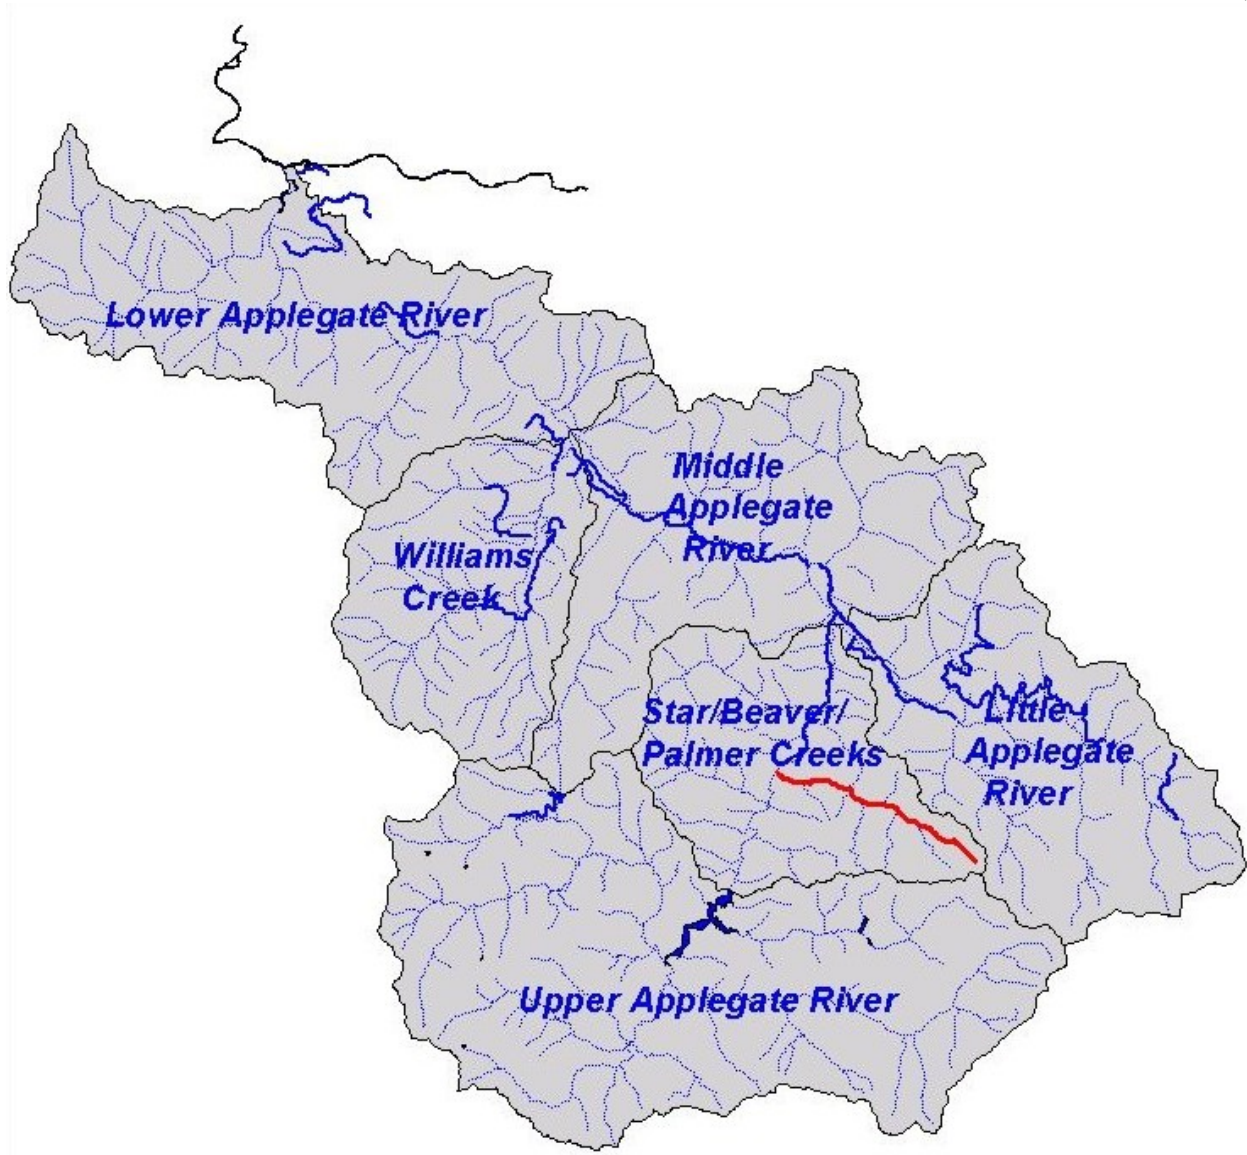 Lower Applegate River
Middle
Applegate
River
Williams
Creek
Star/Beaver/
Palmer Creeks
Little
Applegate
River
Upper Applegate River